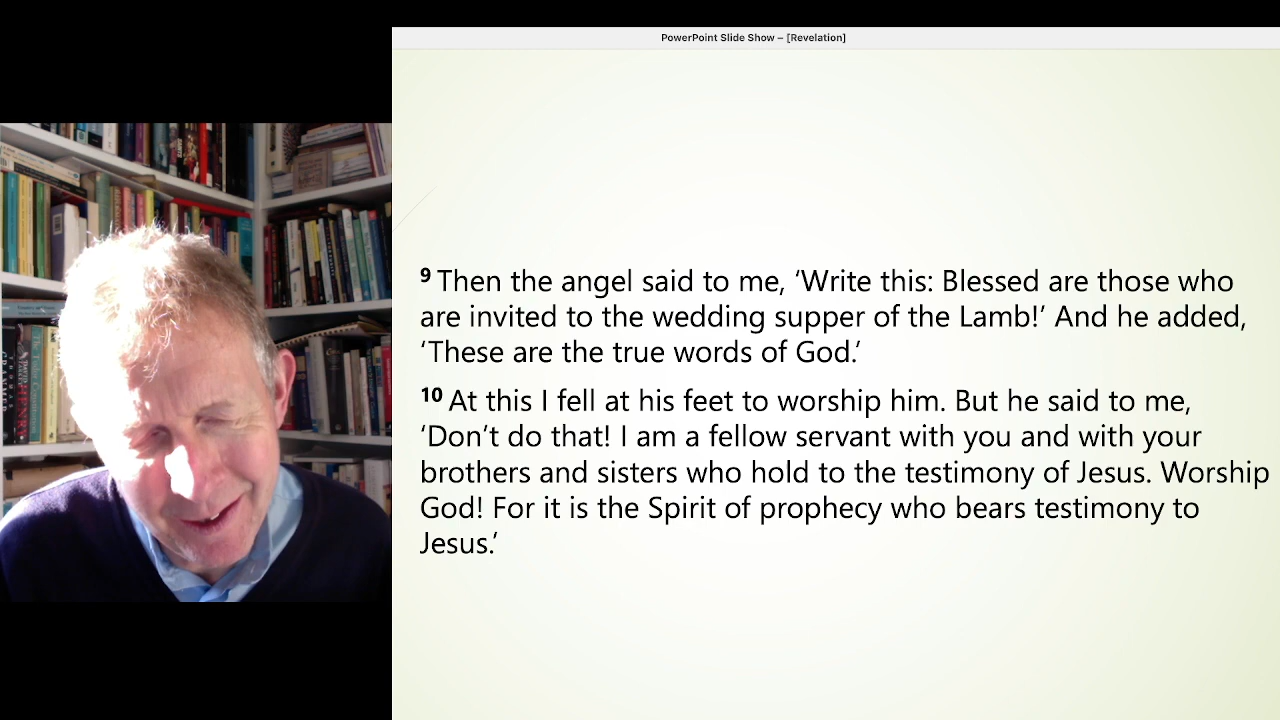 PowerPoint Slide Show – [Revelation]
9 Then the angel said to me, ‘Write this: Blessed are those who
are invited to the wedding supper of the Lamb!’ And he added,
‘These are the true words of God.’
10 At this I fell at his feet to worship him. But he said to me,
‘Don’t do that! I am a fellow servant with you and with your
brothers and sisters who hold to the testimony of Jesus. Worship
God! For it is the Spirit of prophecy who bears testimony to
Jesus.’